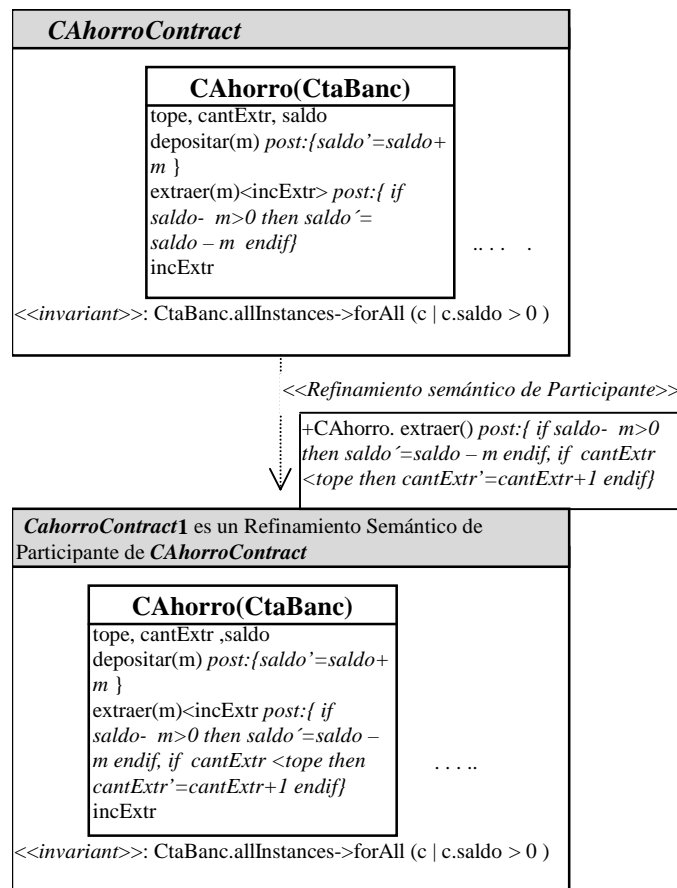 CAhorroContract
CAhorro(CtaBanc)
tope, cantExtr, saldo
depositar(m) post:{saldo’=saldo+
m }
extraer(m)<incExtr> post:{ if
saldo- m>0 then saldo´=
saldo – m endif}
incExtr
.. . . .
<<invariant>>: CtaBanc.allInstances->forAll (c | c.saldo > 0 )
<<Refinamiento semántico de Participante>>
+CAhorro. extraer() post:{ if saldo- m>0
then saldo´=saldo – m endif, if cantExtr
<tope then cantExtr’=cantExtr+1 endif}
CahorroContract1 es un Refinamiento Semántico de
Participante de CAhorroContract
CAhorro(CtaBanc)
tope, cantExtr ,saldo
depositar(m) post:{saldo’=saldo+
m }
extraer(m)<incExtr post:{ if
saldo- m>0 then saldo´=saldo –
m endif, if cantExtr <tope then
cantExtr’=cantExtr+1 endif}
incExtr
. . . ..
<<invariant>>: CtaBanc.allInstances->forAll (c | c.saldo > 0 )